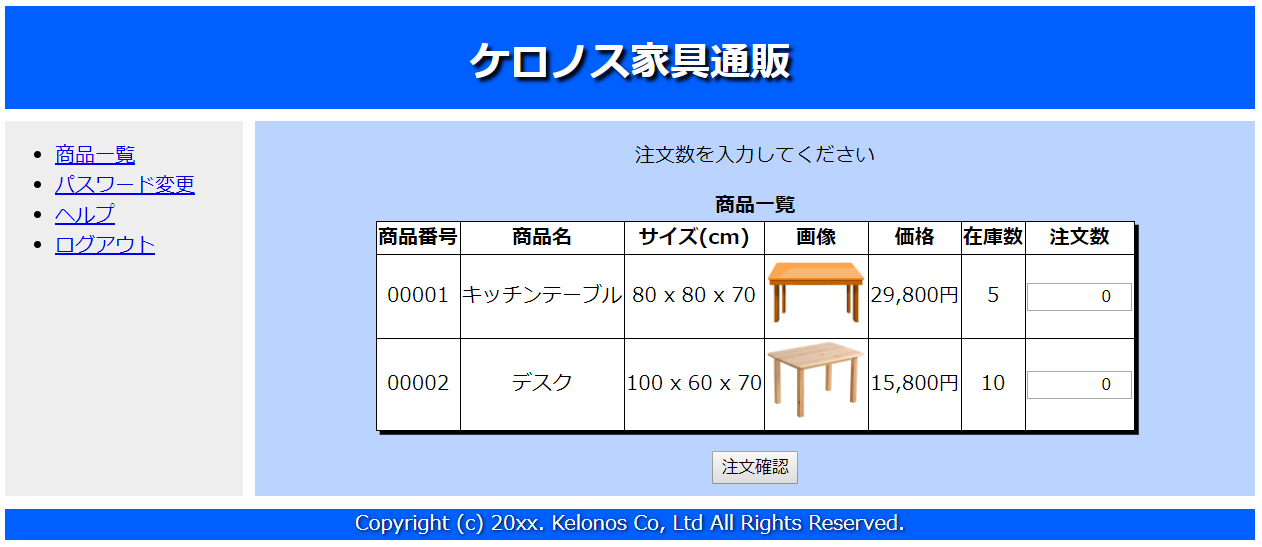 ケロノス家具通販
商品一覧
パスワード変更
ヘルプ
ログアウト
注文数を入力してください
商品一覧
商品番号 商品名 サイズ(cm) 画像 価格 在庫数 注文数
00001 キッチンテーブル 80 x 80 x 70 29,800円 5 0
00002 デスク 100 x 60 x 70 15,800円 10 0
注文確認
Copyright (c) 20xx. Kelonos Co, Ltd All Rights Reserved.